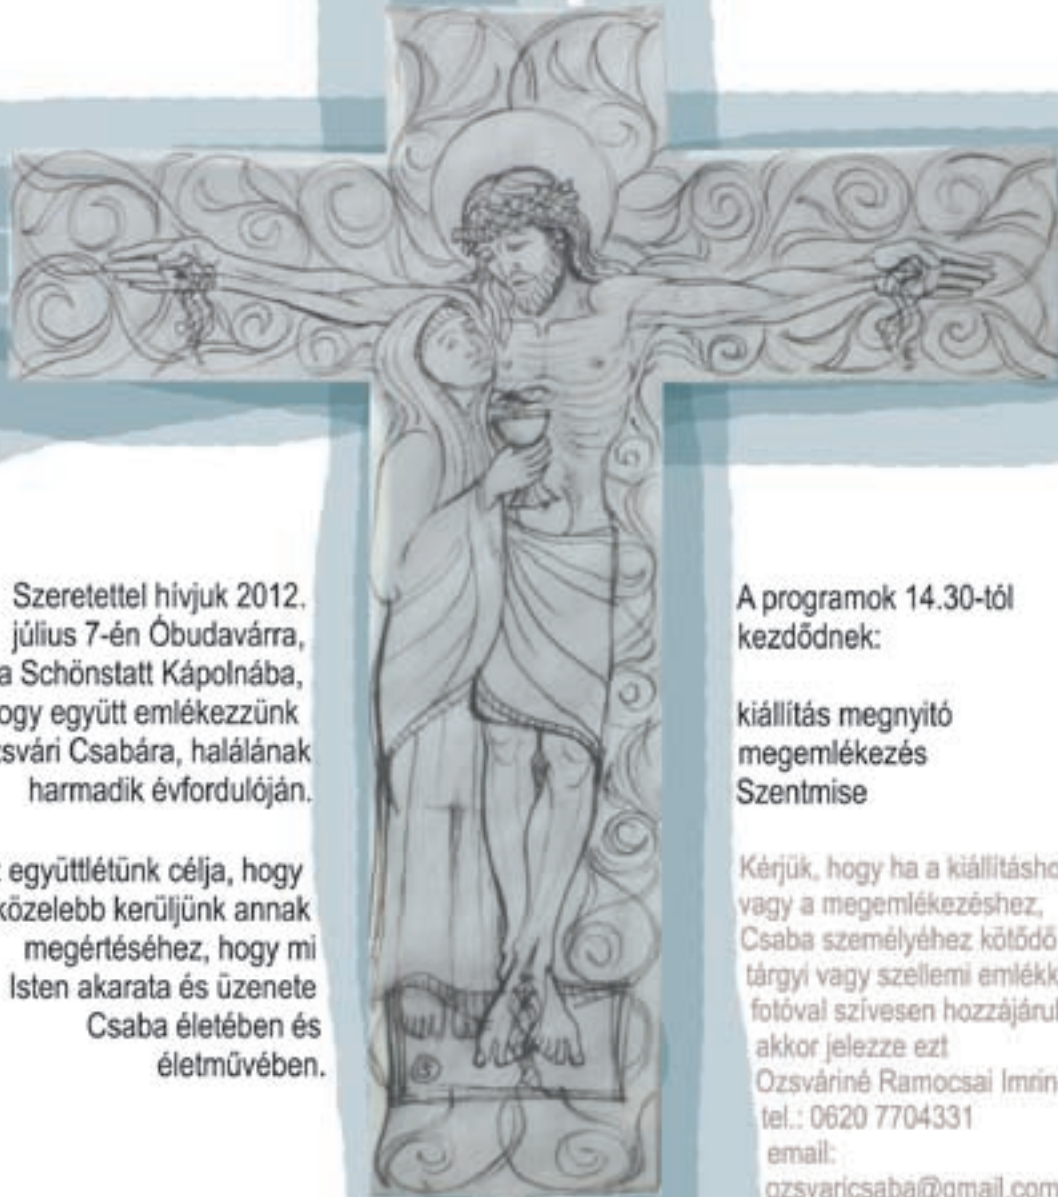 Szeretettel hívjuk 2012.
július 7-én Óbudavárra,
a Schönstatt Kápolnába,
ogy együtt emlékezzünk
zsvári Csabára, halálának
harmadik évfordulóján.
együttlétünk célja, hogy
közelebb kerüljünk annak
megértéséhez, hogy mi
Isten akarata és üzenete
Csaba életében és
életművében.
A programok 14.30-tól
kezdődnek:
kiállítás megnyitó
megemlékezés
Szentmise
Kérjük, hogy ha a kiállításho
vagy a megemlékezéshez,
Csaba személyéhez kötődő
tárgyi vagy szellemi emlékk
fotóval szívesen hozzájárul
akkor jelezze ezt
Ozsváriné Ramocsai Imrin
tel.: 0620 7704331
email:
ozsvaricsaba@gmail.com